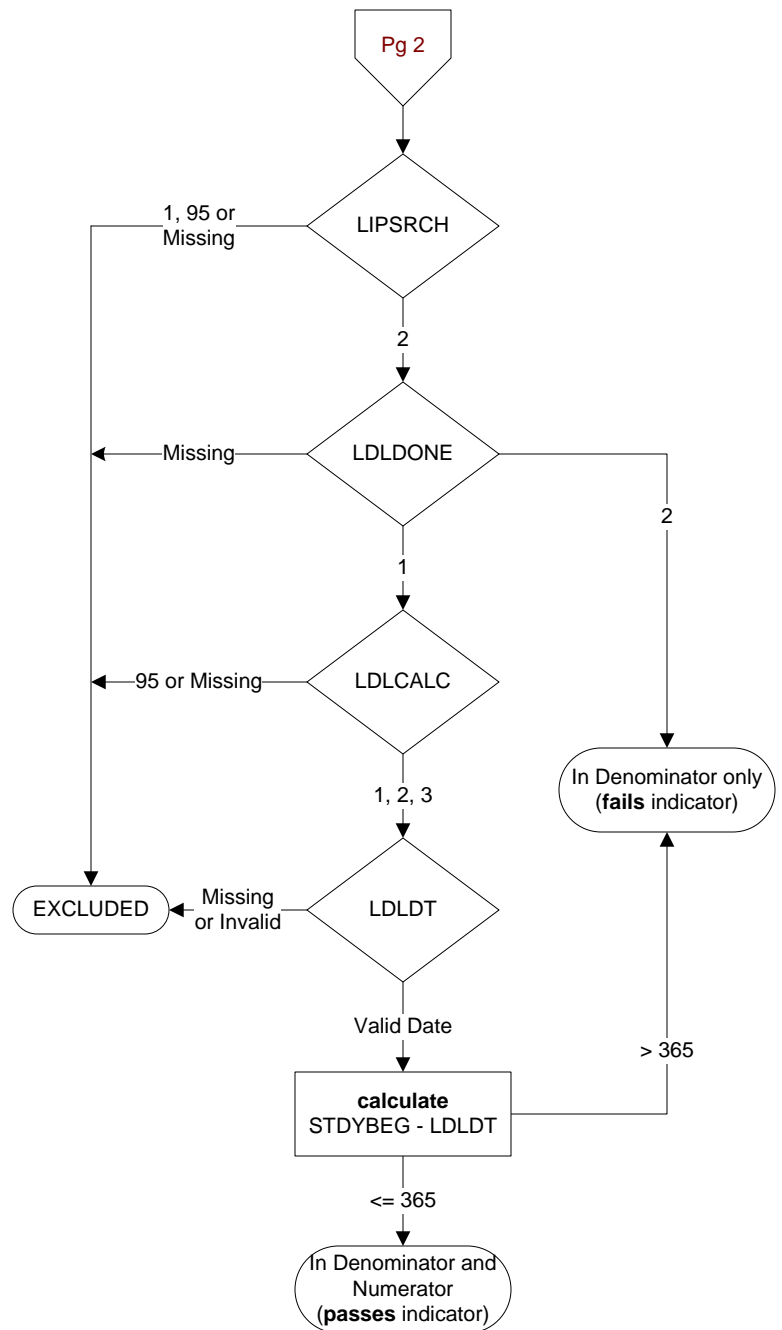 Pg 2
LIPSRCH
1, 95 or
Missing
2
LDLDONE
Missing
2
1
LDLCALC
95 or Missing
1, 2, 3
In Denominator only
(fails indicator)
LDLDT
Missing
or Invalid
EXCLUDED
Valid Date
> 365
calculate
STDYBEG - LDLDT
<= 365
In Denominator and
Numerator
(passes indicator)